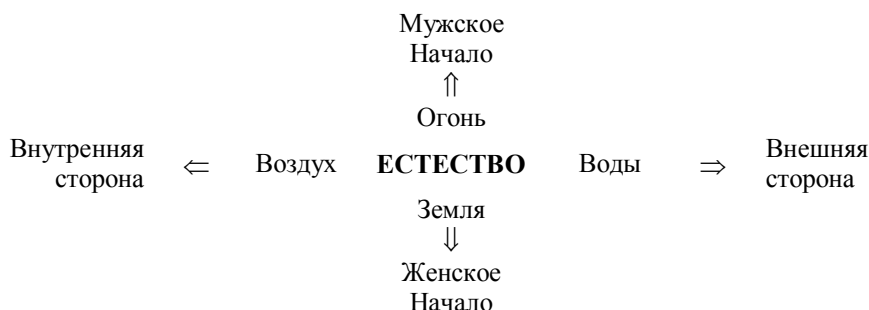 Мужское
Начало
⇑
Огонь
Внутренняя
сторона
⇐ Воздух ЕСТЕСТВО Воды ⇒
Внешняя
сторона
Земля
⇓
Женское
Начало